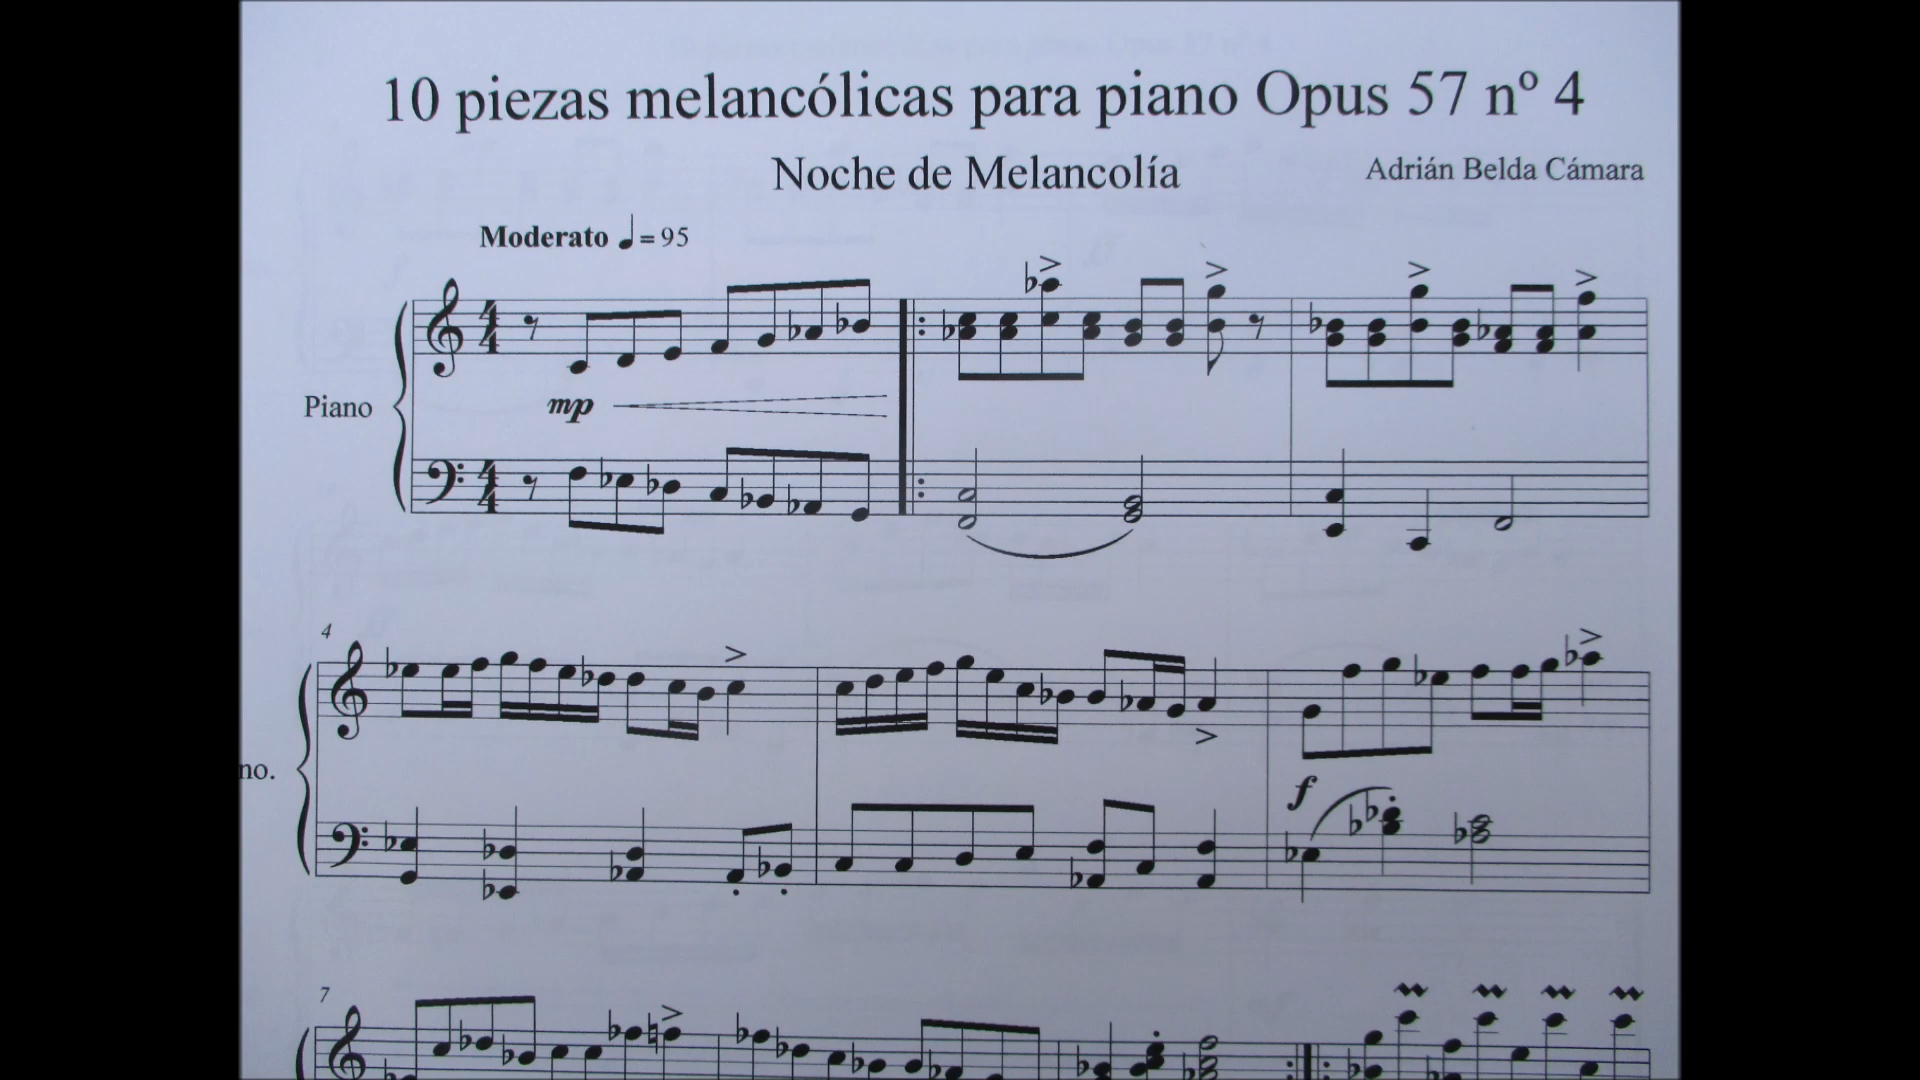 10 piezas melancólicas para piano Opus 57 nº 4
Noche de Melancolía
Adrián Belda Cámara
Moderato ♩= 95
Piano
mp
4
no.
f
7